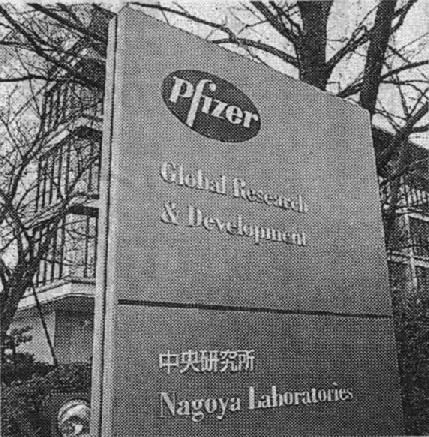 Pfizer
Global Research
& Development
中央研究所
Nagoya Laboratories